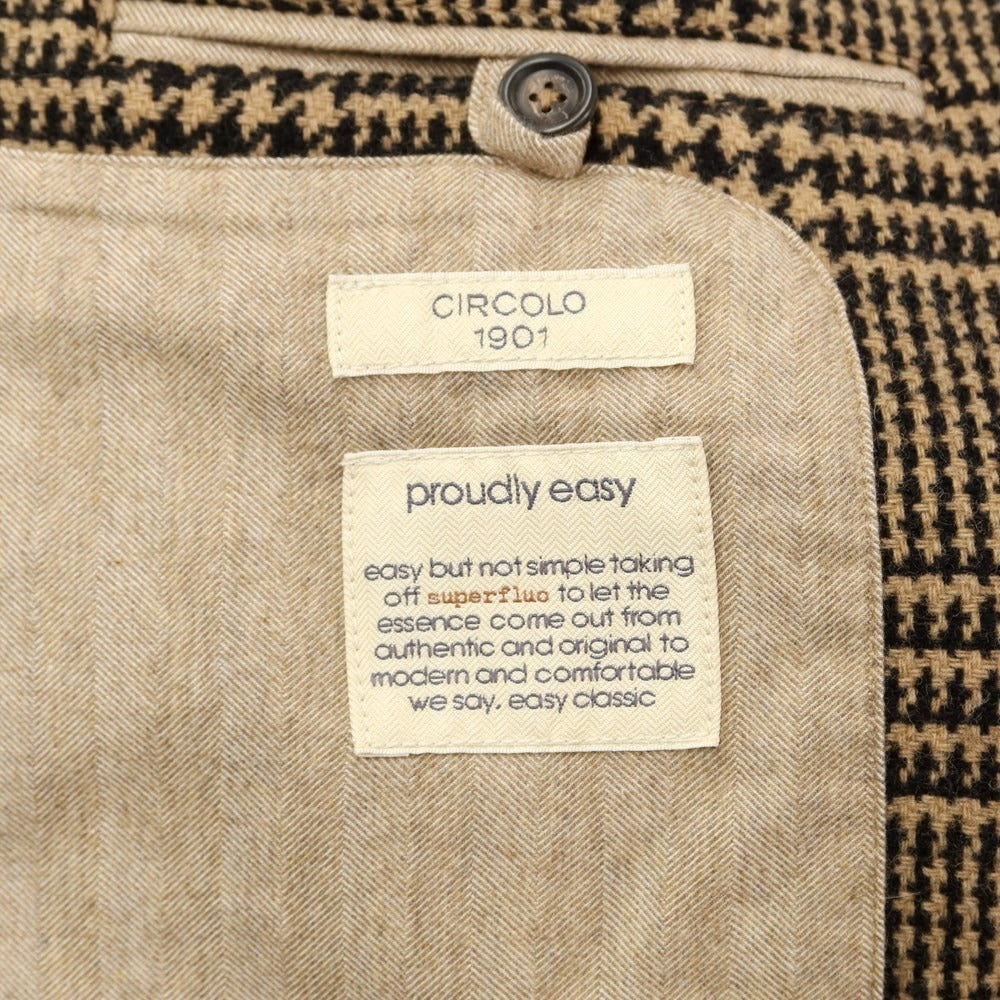 CIRCOLO
1901
proudly easy
easy but not simple taking
off superfluo to let the
essence come out from
authentic and original to
modern and comfortable
we say. easy classic